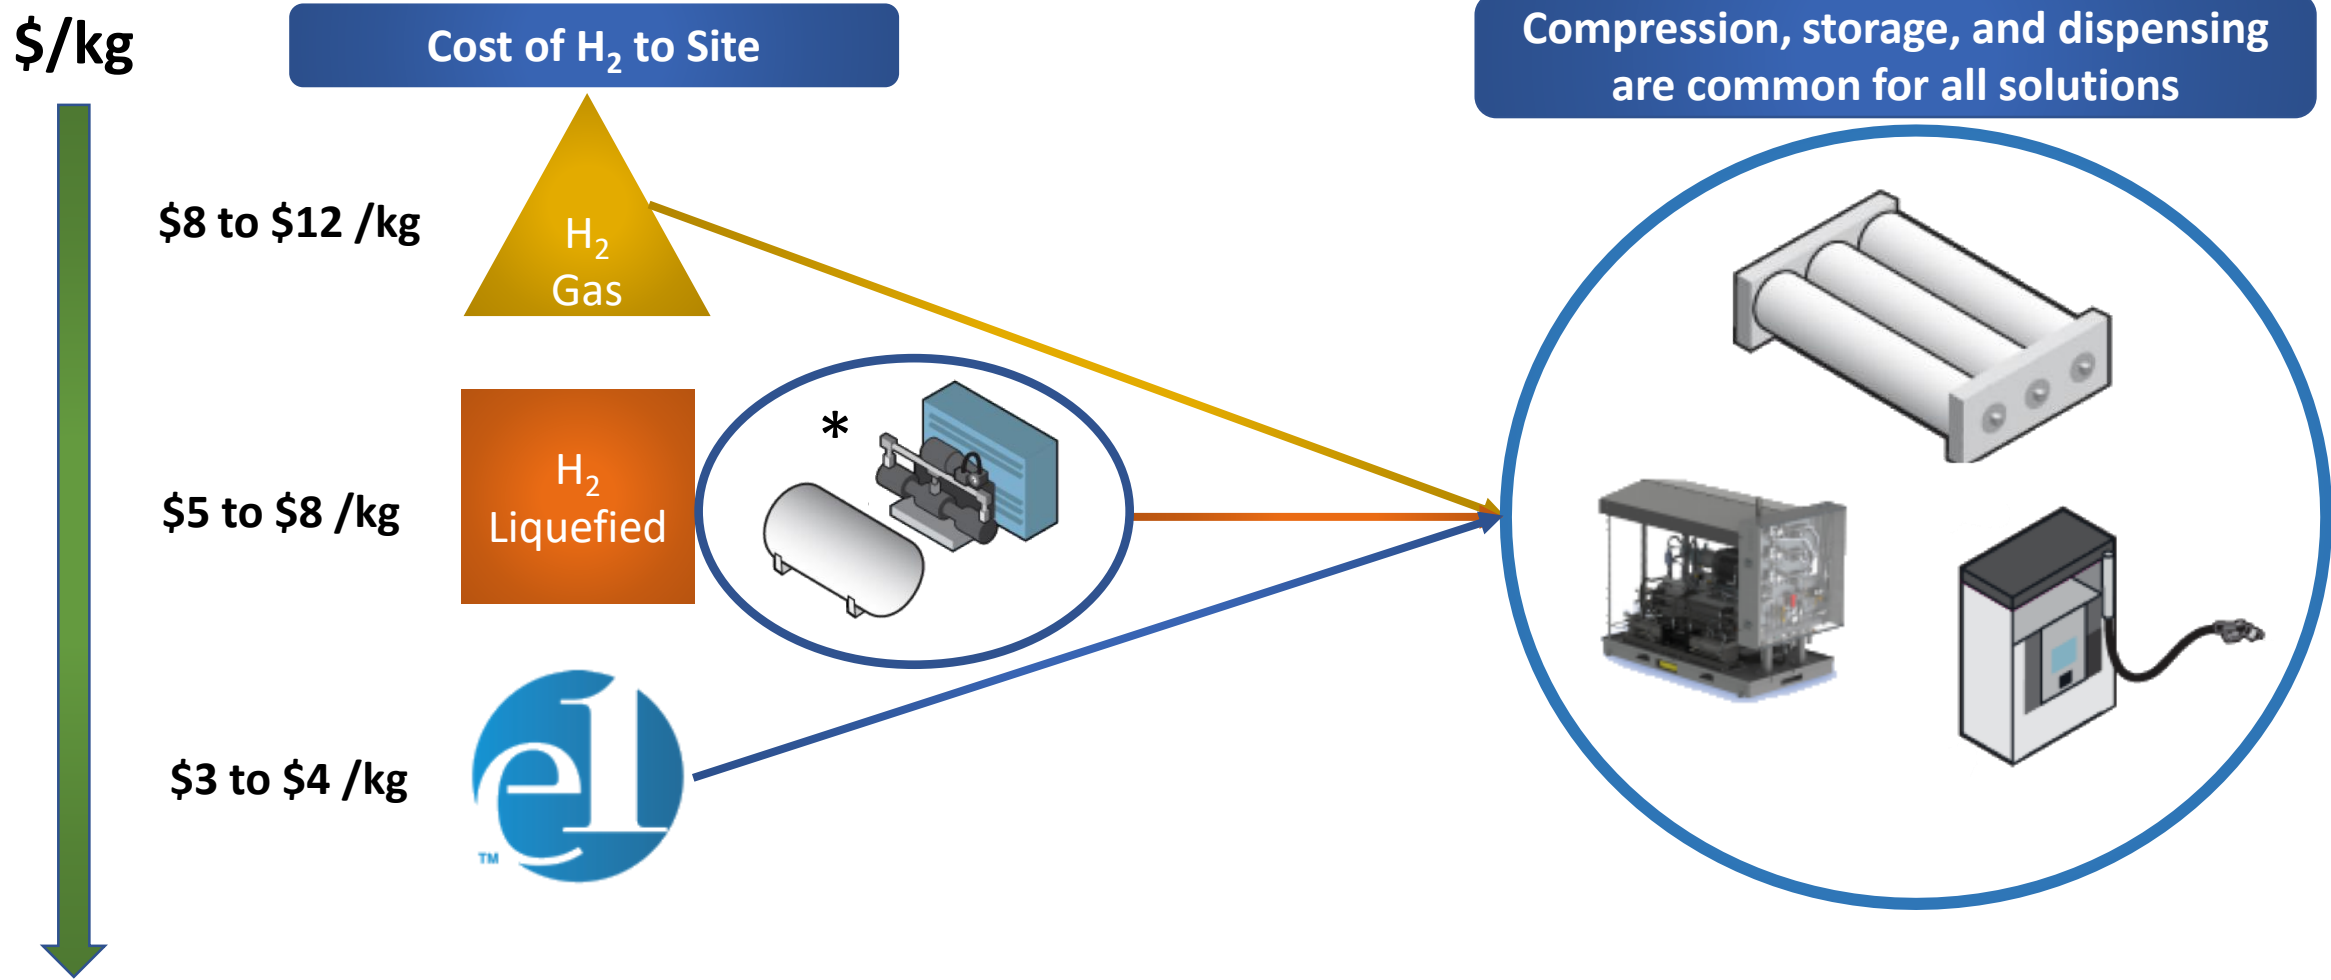 $/kg
Cost of H₂ to Site
Compression, storage, and dispensing
are common for all solutions
$8 to $12 /kg
H₂
Gas
*
$5 to $8 /kg
H₂
Liquefied
$3 to $4 /kg
e1
TM